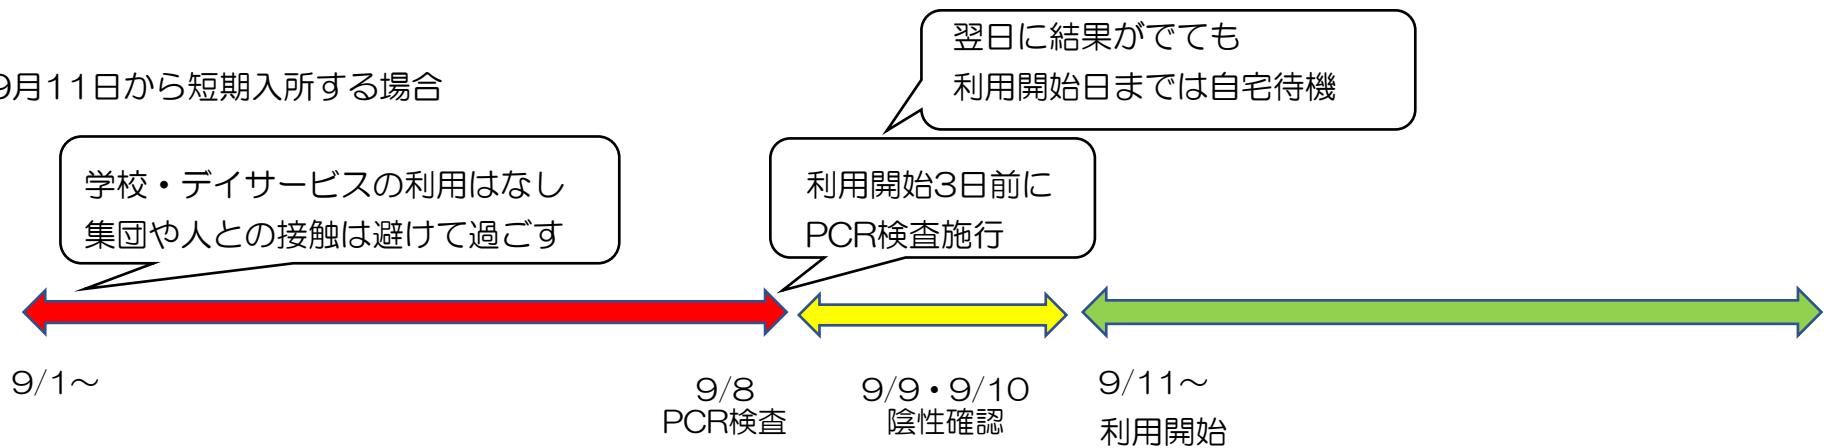 翌日に結果がでても
利用開始日までは自宅待機
9月11日から短期入所する場合
学校・デイサービスの利用はなし
集団や人との接触は避けて過ごす
利用開始3日前に
PCR検査施行
9/1～
9/8
PCR検査
9/9・9/10
陰性確認
9/11～
利用開始